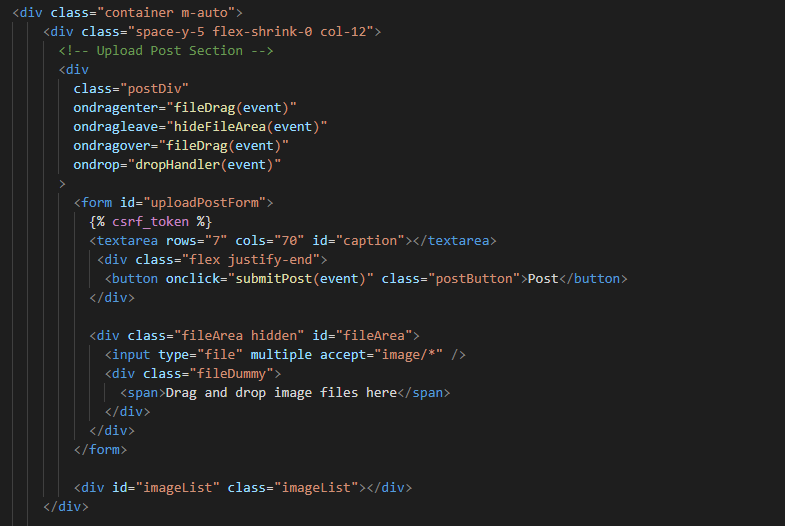 <div class="container m-auto">
<div class="space-y-5 flex-shrink-0 col-12">
<!-- Upload Post Section -->
<div
class="postDiv"
ondragenter="fileDrag(event)"
ondragleave="hideFileArea(event)"
ondragover="fileDrag(event)"
ondrop="dropHandler(event)"
>
<form id="uploadPostForm">
{% csrf_token %}
<textarea rows="7" cols="70" id="caption"></textarea>
<div class="flex justify-end">
<button onclick="submitPost(event)" class="postButton">Post</button>
</div>
<div class="fileArea hidden" id="fileArea">
<input type="file" multiple accept="image/*" />
<div class="fileDummy">
<span>Drag and drop image files here</span>
</div>
</div>
</form>
<div id="imageList" class="imageList"></div>
</div>